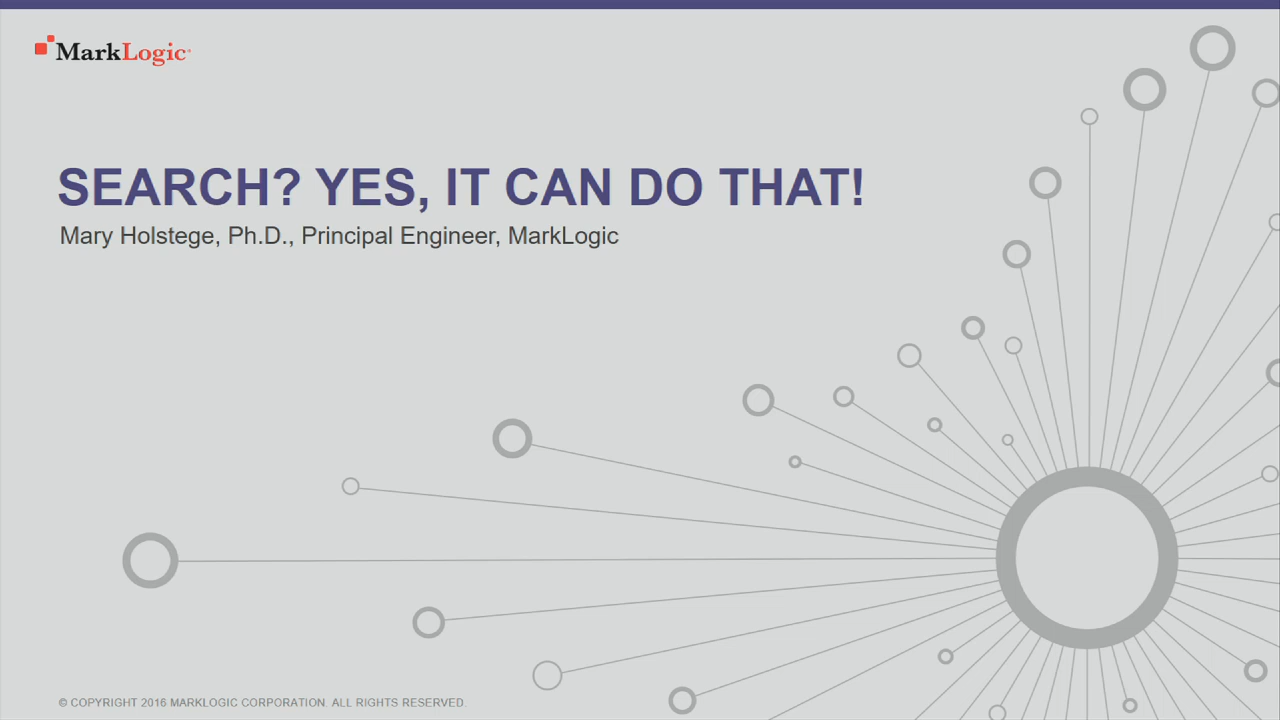 MarkLogic
SEARCH? YES, IT CAN DO THAT!
Mary Holstege, Ph.D., Principal Engineer, MarkLogic
© COPYRIGHT 2016 MARKLOGIC CORPORATION. ALL RIGHTS RESERVED.